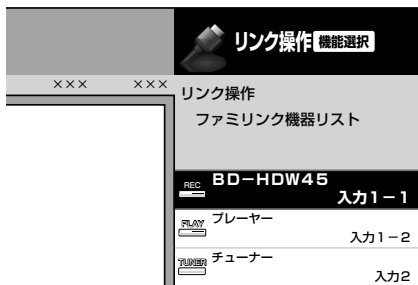 リンク操作 機能選択
××× ×××
リンク操作
ファミリンク機器リスト
REC BD-HDW45
入力1-1
PLAY プレーヤー
入力1-2
TUNER チューナー
入力2